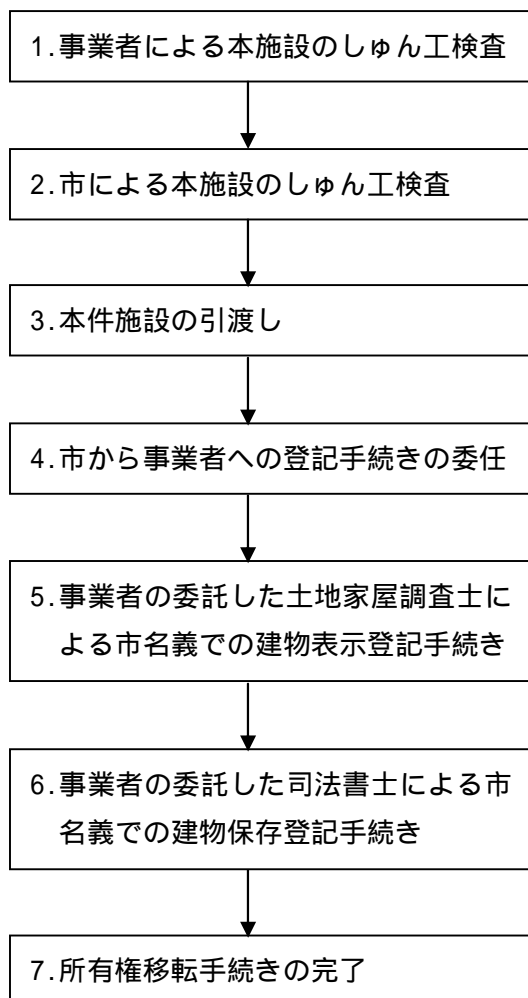 1.事業者による本施設のしゅん工検査
2.市による本施設のしゅん工検査
3.本件施設の引渡し
4.市から事業者への登記手続きの委任
5.事業者の委託した土地家屋調査士に
よる市名義での建物表示登記手続き
6.事業者の委託した司法書士による市
名義での建物保存登記手続き
7.所有権移転手続きの完了